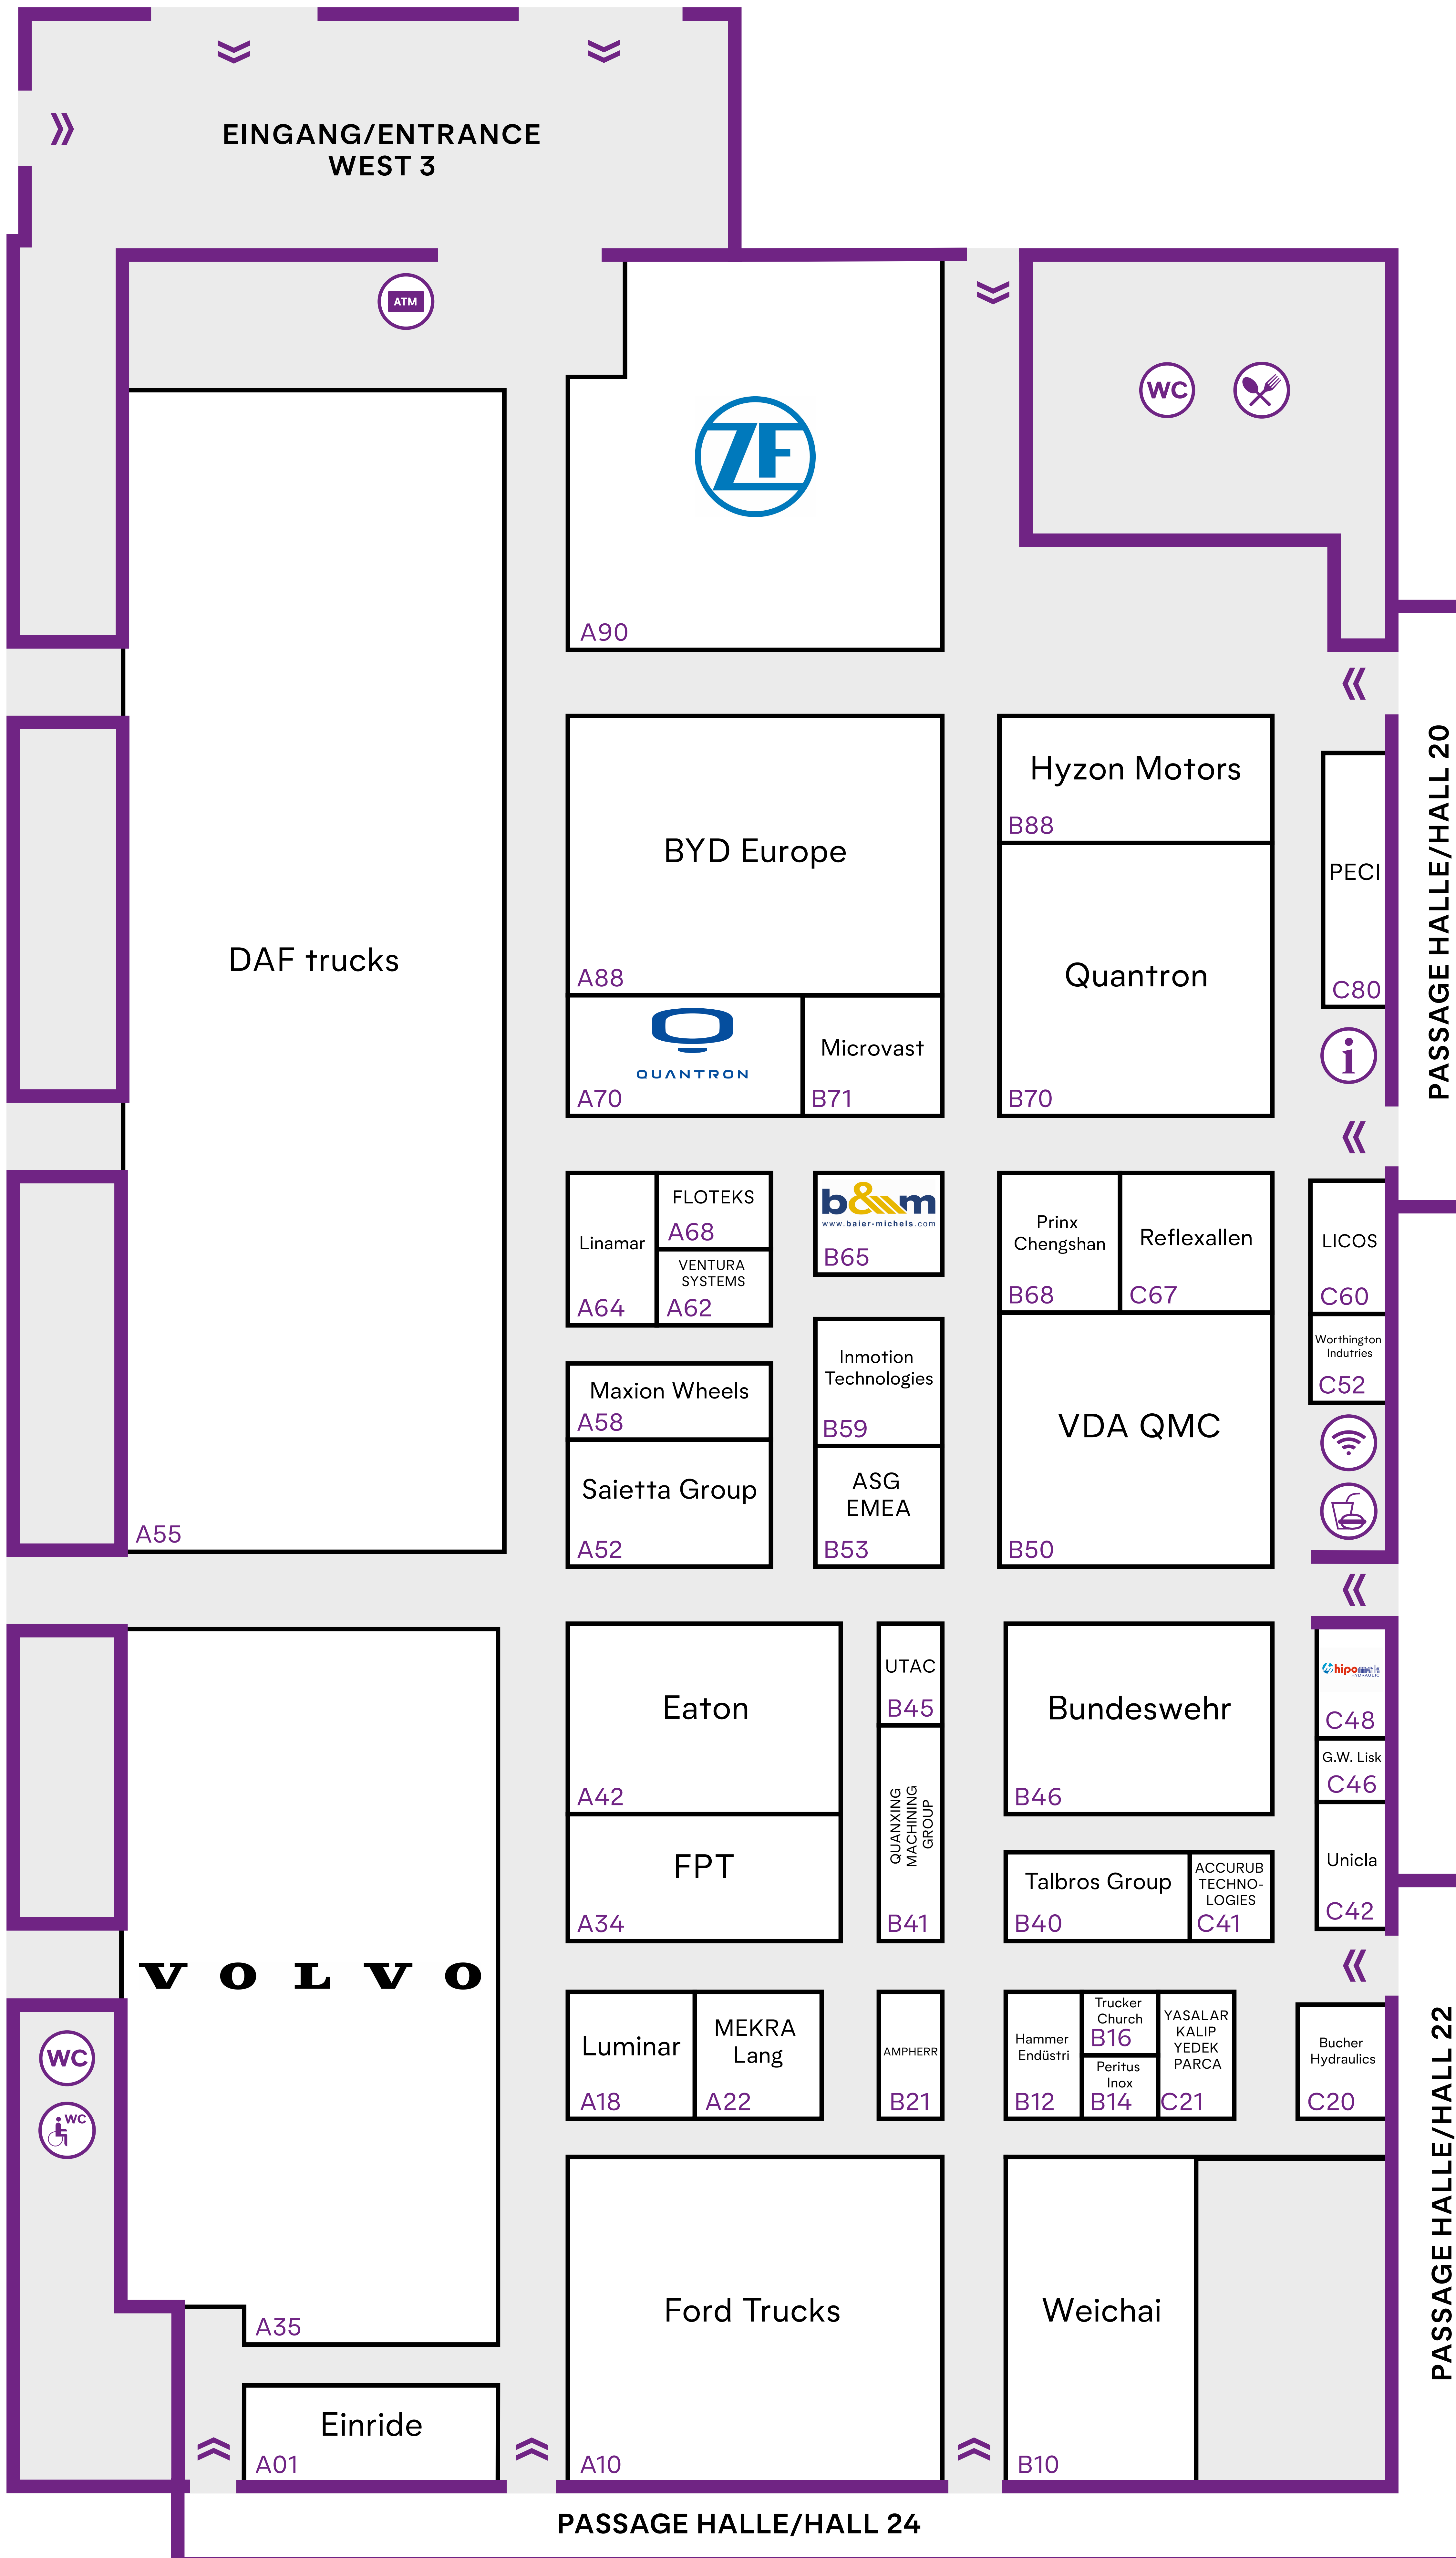 EINGANG/ENTRANCE
WEST 3
ATM
ZF
A90
WC
DAF trucks
A55
BYD Europe
A88
QUANTRON
A70
Microvast
B71
Hyzon Motors
B88
Quantron
B70
PECI
C80
i
PASSAGE HALLE/HALL 20
Linamar
A64
FLOTEKS
A68
VENTURA
SYSTEMS
A62
b&m
www.baier-michels.com
B65
Prinx
Chengshan
B68
Reflexallen
C67
LICOS
C60
Worthington
Indutries
C52
Maxion Wheels
A58
Saietta Group
A52
Inmotion
Technologies
B59
ASG
EMEA
B53
VDA QMC
B50
VOLVO
A35
Eaton
A42
FPT
A34
UTAC
B45
QUANXING
MACHINING
GROUP
B41
Bundeswehr
B46
hipomak
HYDRAULIC
C48
G.W. Lisk
C46
Unicla
C42
Talbros Group
B40
ACCURUB
TECHNO-
LOGIES
C41
WC
WC
Luminar
A18
MEKRA
Lang
A22
AMPHERR
B21
Hammer
Endüstri
B12
Trucker
Church
B16
Peritus
Inox
B14
YASALAR
KALIP
YEDEK
PARCA
C21
Bucher
Hydraulics
C20
PASSAGE HALLE/HALL 22
Einride
A01
Ford Trucks
A10
Weichai
B10
PASSAGE HALLE/HALL 24